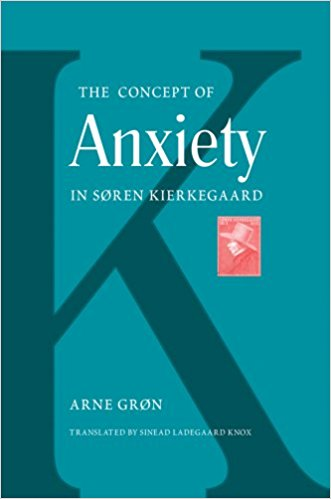 THE CONCEPT OF
Anxiety
IN SØREN KIERKEGAARD
ARNE GRØN
TRANSLATED BY SINEAD LADEGAARD KNOX
K